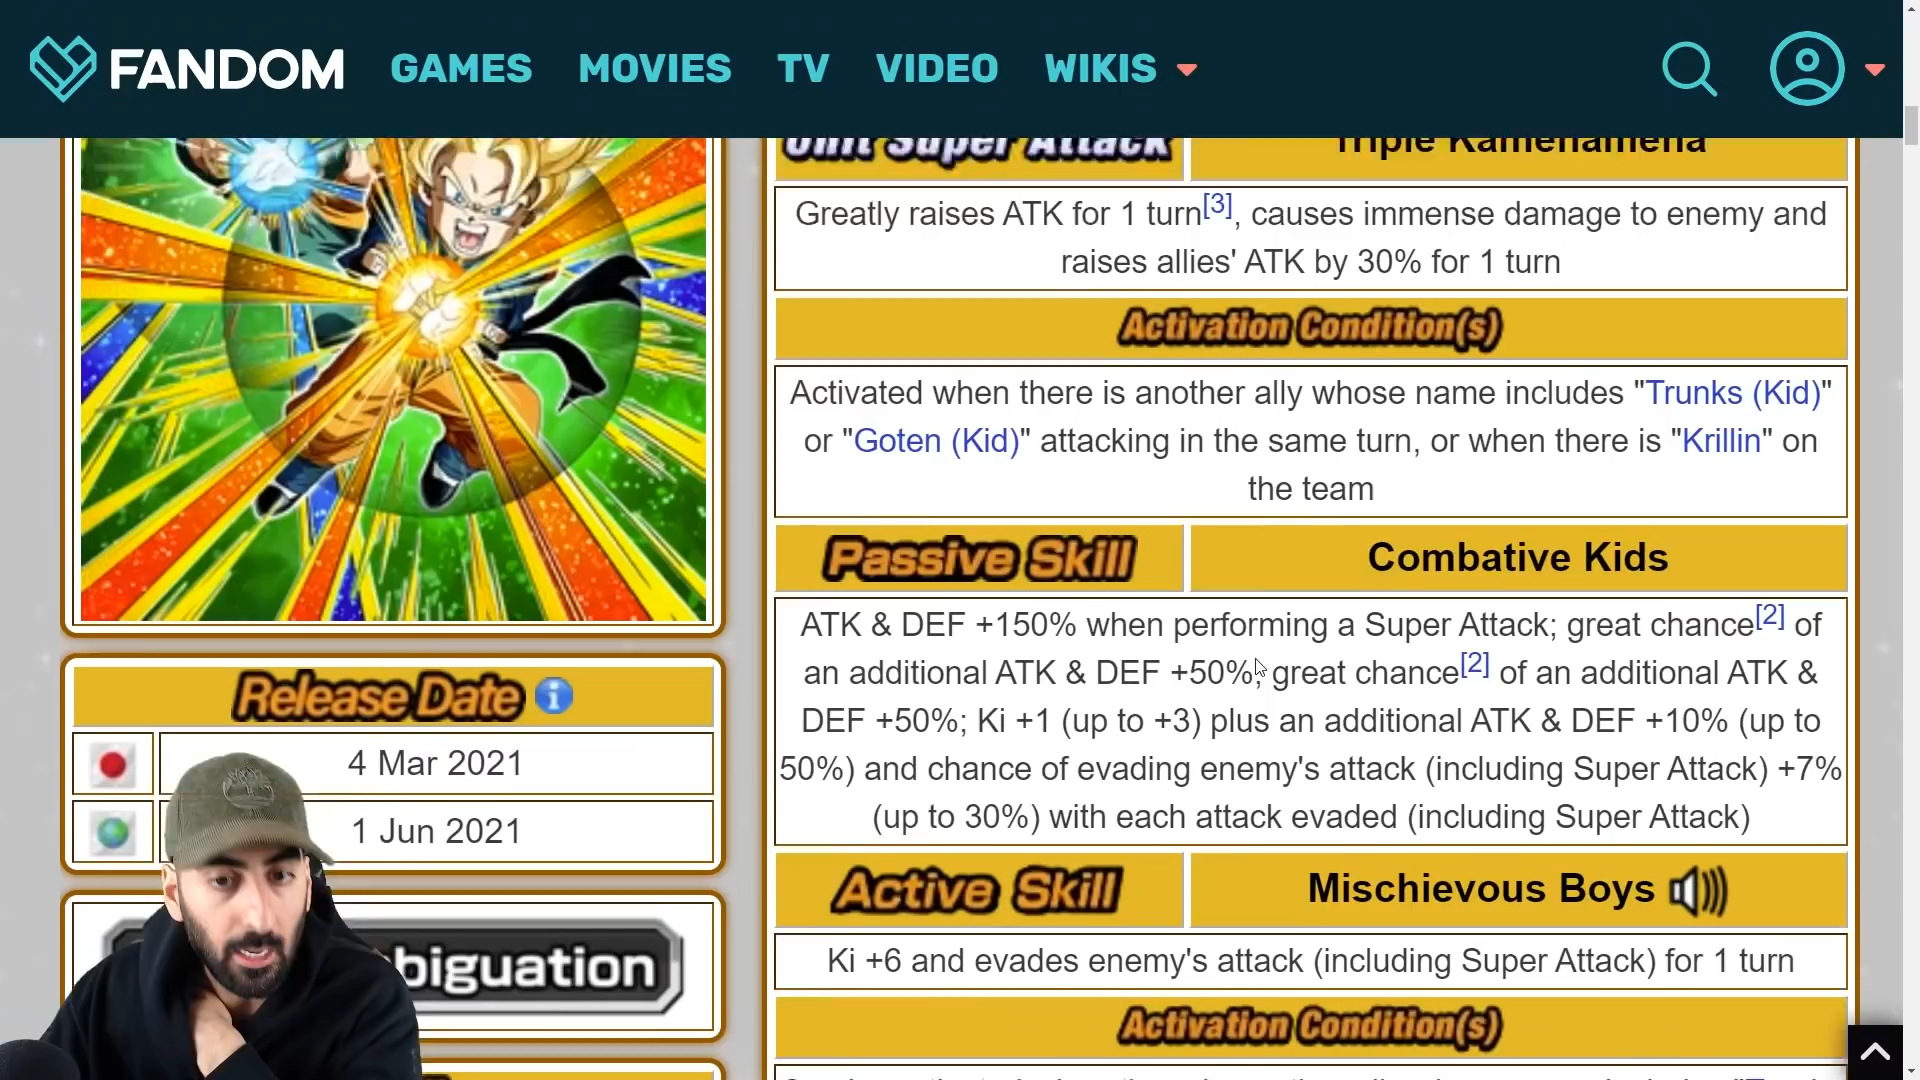 FANDOM GAMES MOVIES TV VIDEO WIKIS
Unit Super Attack
Triple Kamehameha
Greatly raises ATK for 1 turn[3], causes immense damage to enemy and
raises allies' ATK by 30% for 1 turn
Activation Condition(s)
Activated when there is another ally whose name includes "Trunks (Kid)"
or "Goten (Kid)" attacking in the same turn, or when there is "Krillin" on
the team
Passive Skill
Combative Kids
ATK & DEF +150% when performing a Super Attack; great chance[2] of
an additional ATK & DEF +50%; great chance[2] of an additional ATK &
DEF +50%; Ki +1 (up to +3) plus an additional ATK & DEF +10% (up to
50%) and chance of evading enemy's attack (including Super Attack) +7%
(up to 30%) with each attack evaded (including Super Attack)
Active Skill
Mischievous Boys
Ki +6 and evades enemy's attack (including Super Attack) for 1 turn
Activation Condition(s)
Release Date
4 Mar 2021
1 Jun 2021
biguation